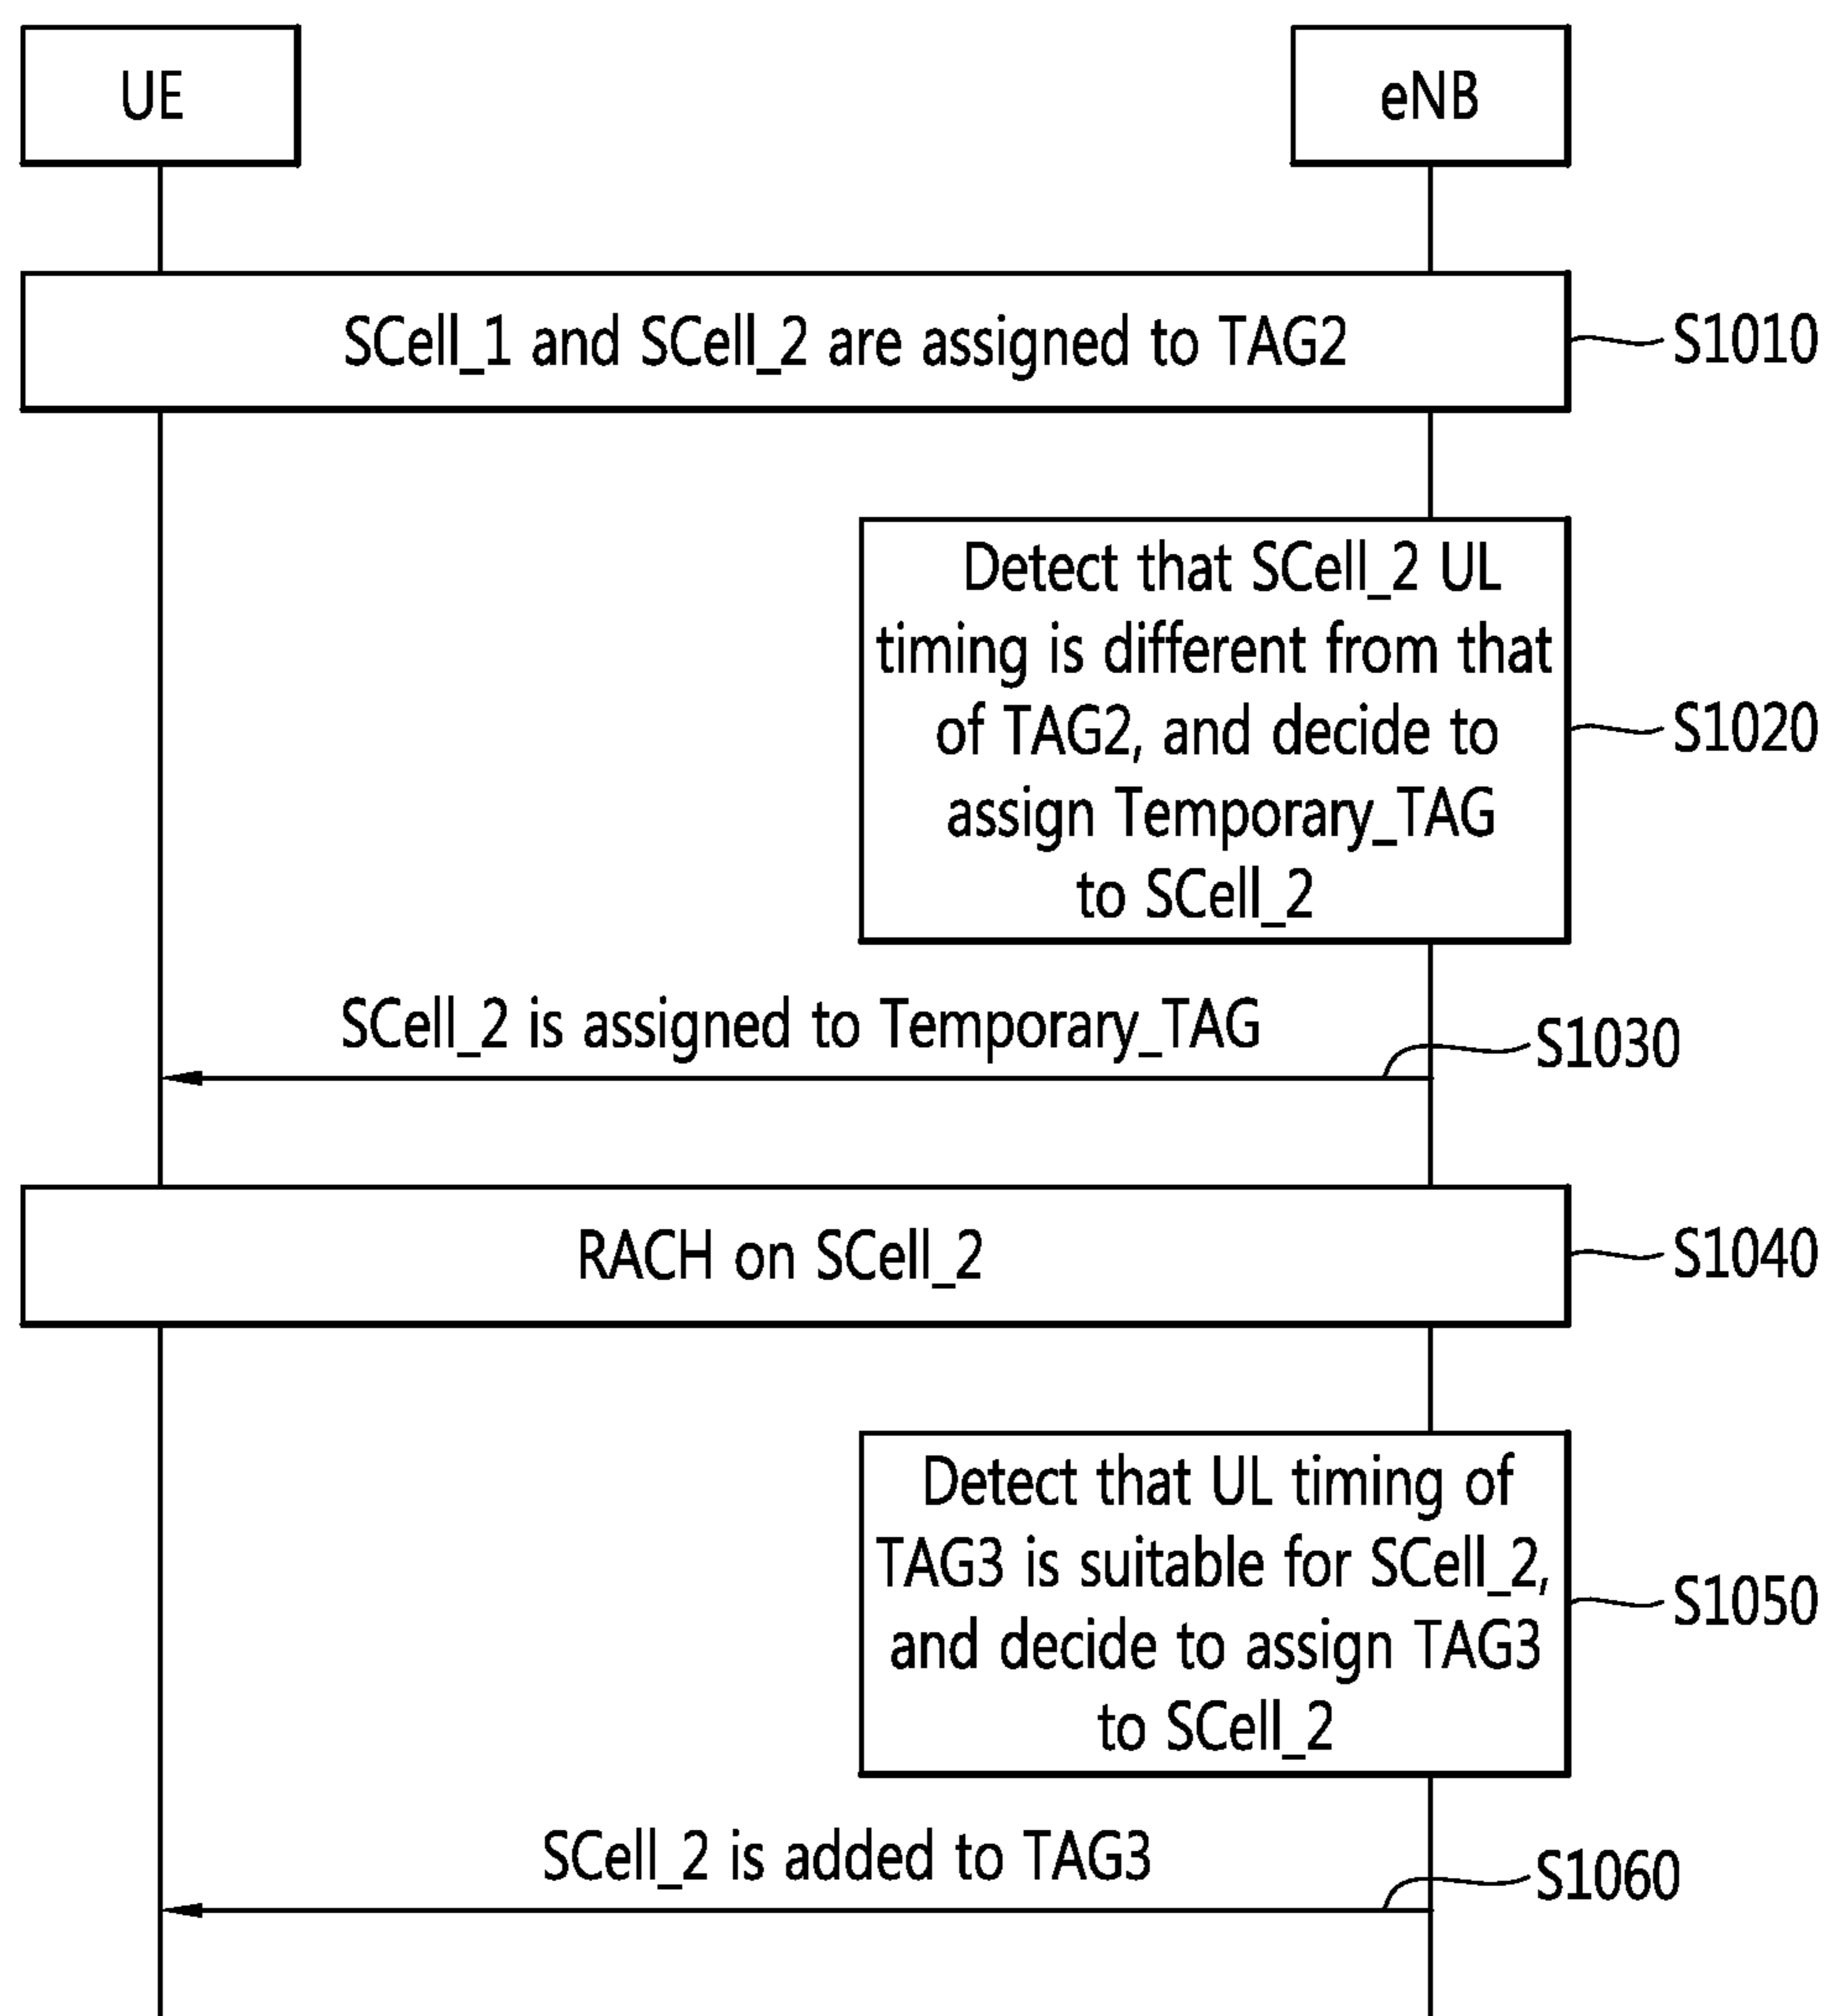 UE
eNB
SCell_1 and SCell_2 are assigned to TAG2
S1010
Detect that SCell_2 UL
timing is different from that
of TAG2, and decide to
assign Temporary_TAG
to SCell_2
S1020
SCell_2 is assigned to Temporary_TAG
S1030
RACH on SCell_2
S1040
Detect that UL timing of
TAG3 is suitable for SCell_2,
and decide to assign TAG3
to SCell_2
S1050
SCell_2 is added to TAG3
S1060